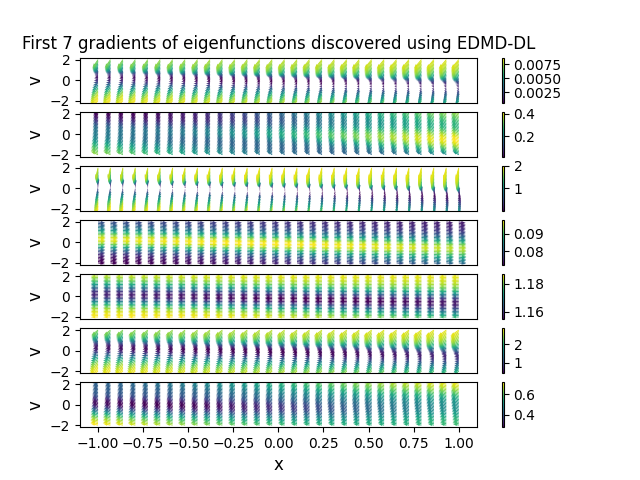 First 7 gradients of eigenfunctions discovered using EDMD-DL
v 2 0 −2 0.0075 0.0050 0.0025
v 2 0 −2 0.4 0.2
v 2 0 −2 2 1
v 2 0 −2 0.09 0.08
v 2 0 −2 1.18 1.16
v 2 0 −2 2 1
v 2 0 −2 0.6 0.4
−1.00 −0.75 −0.50 −0.25 0.00 0.25 0.50 0.75 1.00
x